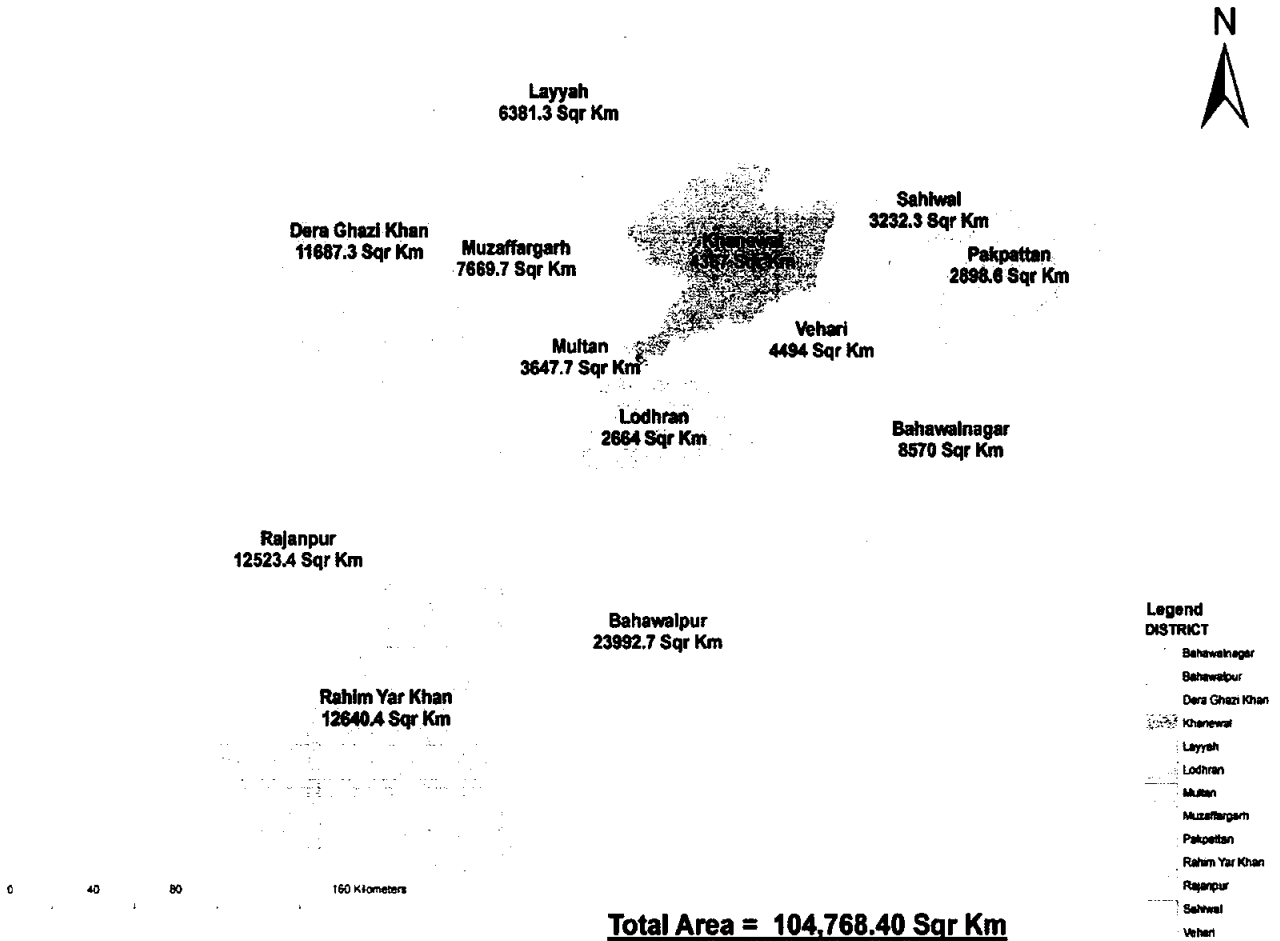 N
Layyah
6381.3 Sqr Km
Sahiwal
3232.3 Sqr Km
Dera Ghazi Khan
11687.3 Sqr Km
Muzaffargarh
7669.7 Sqr Km
Khanewal
4367 Sqr Km
Pakpattan
2898.6 Sqr Km
Vehari
4494 Sqr Km
Multan
3647.7 Sqr Km
Lodhran
2664 Sqr Km
Bahawalnagar
8570 Sqr Km
Rajanpur
12523.4 Sqr Km
Bahawalpur
23992.7 Sqr Km
Rahim Yar Khan
12640.4 Sqr Km
Legend
DISTRICT
Bahawalnagar
Bahawalpur
Dera Ghazi Khan
Khanewal
Layyah
Lodhran
Multan
Muzaffargarh
Pakpattan
Rahim Yar Khan
Rajanpur
Sahiwal
Vehari
0 40 80 160 Kilometers
Total Area = 104,768.40 Sqr Km